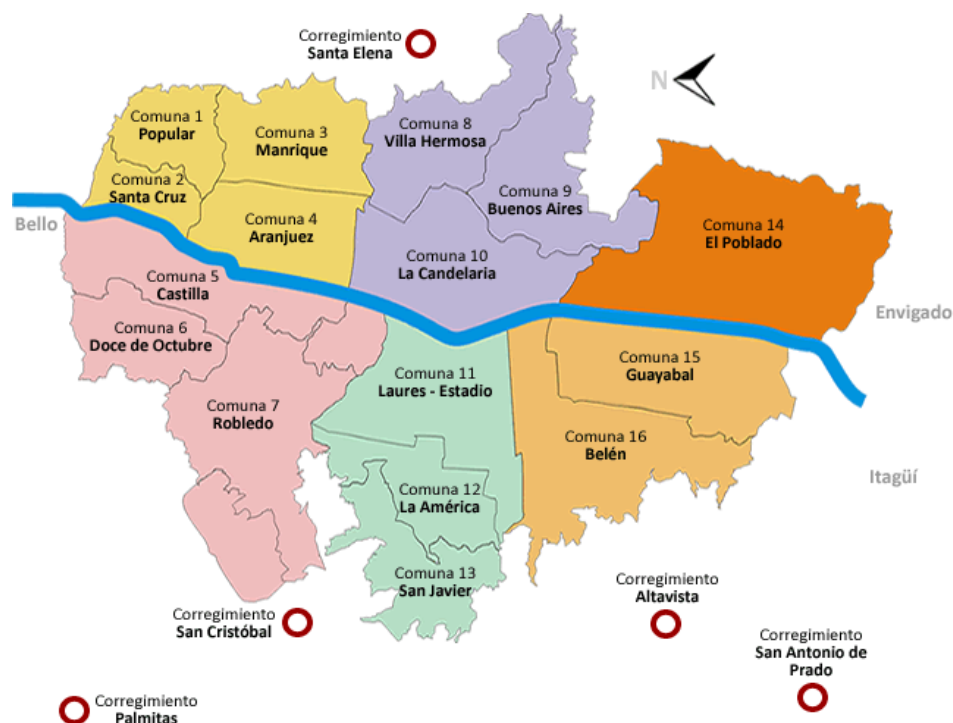 Corregimiento
Santa Elena
N
Comuna 1
Popular
Comuna 3
Manrique
Comuna 8
Villa Hermosa
Comuna 2
Santa Cruz
Comuna 9
Buenos Aires
Comuna 4
Aranjuez
Comuna 14
El Poblado
Bello
Comuna 10
La Candelaria
Comuna 5
Castilla
Envigado
Comuna 6
Doce de Octubre
Comuna 15
Guayabal
Comuna 11
Laures - Estadio
Comuna 7
Robledo
Comuna 16
Belén
Itagüí
Comuna 12
La América
Comuna 13
San Javier
Corregimiento
Altavista
Corregimiento
San Cristóbal
Corregimiento
San Antonio de
Prado
Corregimiento
Palmitas